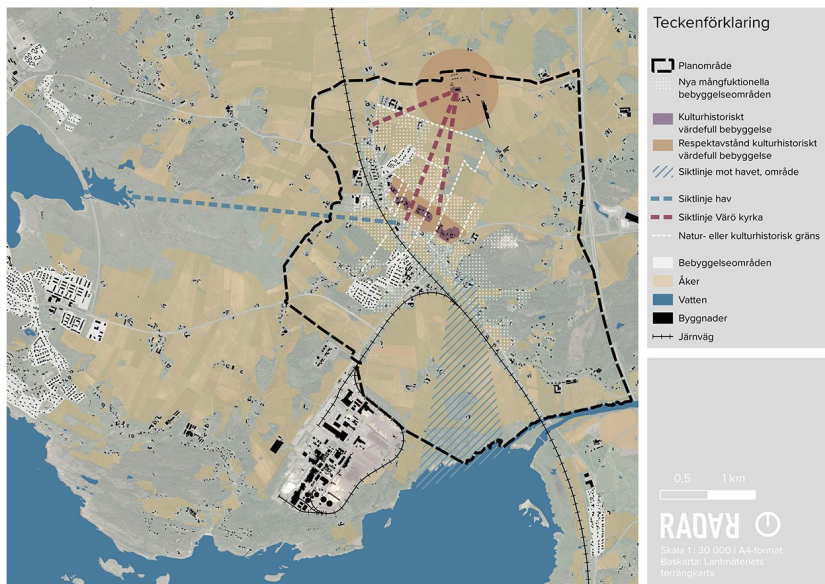 Teckenförklaring
Planområde
Nya mångfuktionella
bebyggelseområden
Kulturhistoriskt
värdefull bebyggelse
Respektavstånd kulturhistoriskt
värdefull bebyggelse
Siktlinje mot havet, område
Siktlinje hav
Siktlinje Värö kyrka
Natur- eller kulturhistorisk gräns
Bebyggelseområden
Åker
Vatten
Byggnader
Järnväg
0,5 1 km
RADAR
Skala 1 : 30 000 i A4-format
Baskarta: Lantmäteriets
terrängkarta